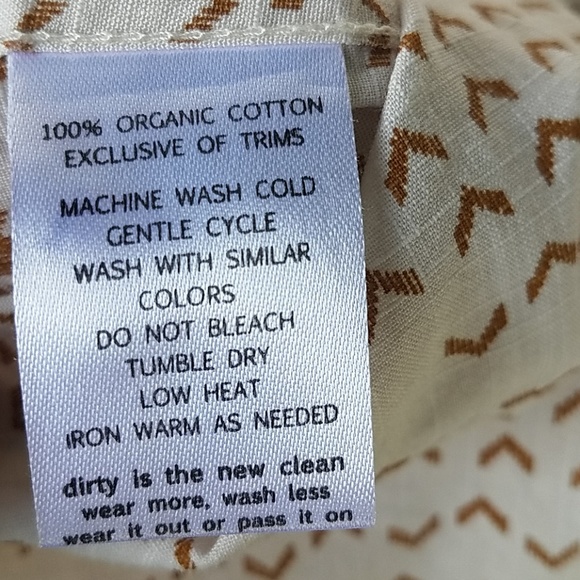 100% ORGANIC COTTON
EXCLUSIVE OF TRIMS
MACHINE WASH COLD
GENTLE CYCLE
WASH WITH SIMILAR
COLORS
DO NOT BLEACH
TUMBLE DRY
LOW HEAT
IRON WARM AS NEEDED
dirty is the new clean
wear more, wash less
wear it out or pass it on